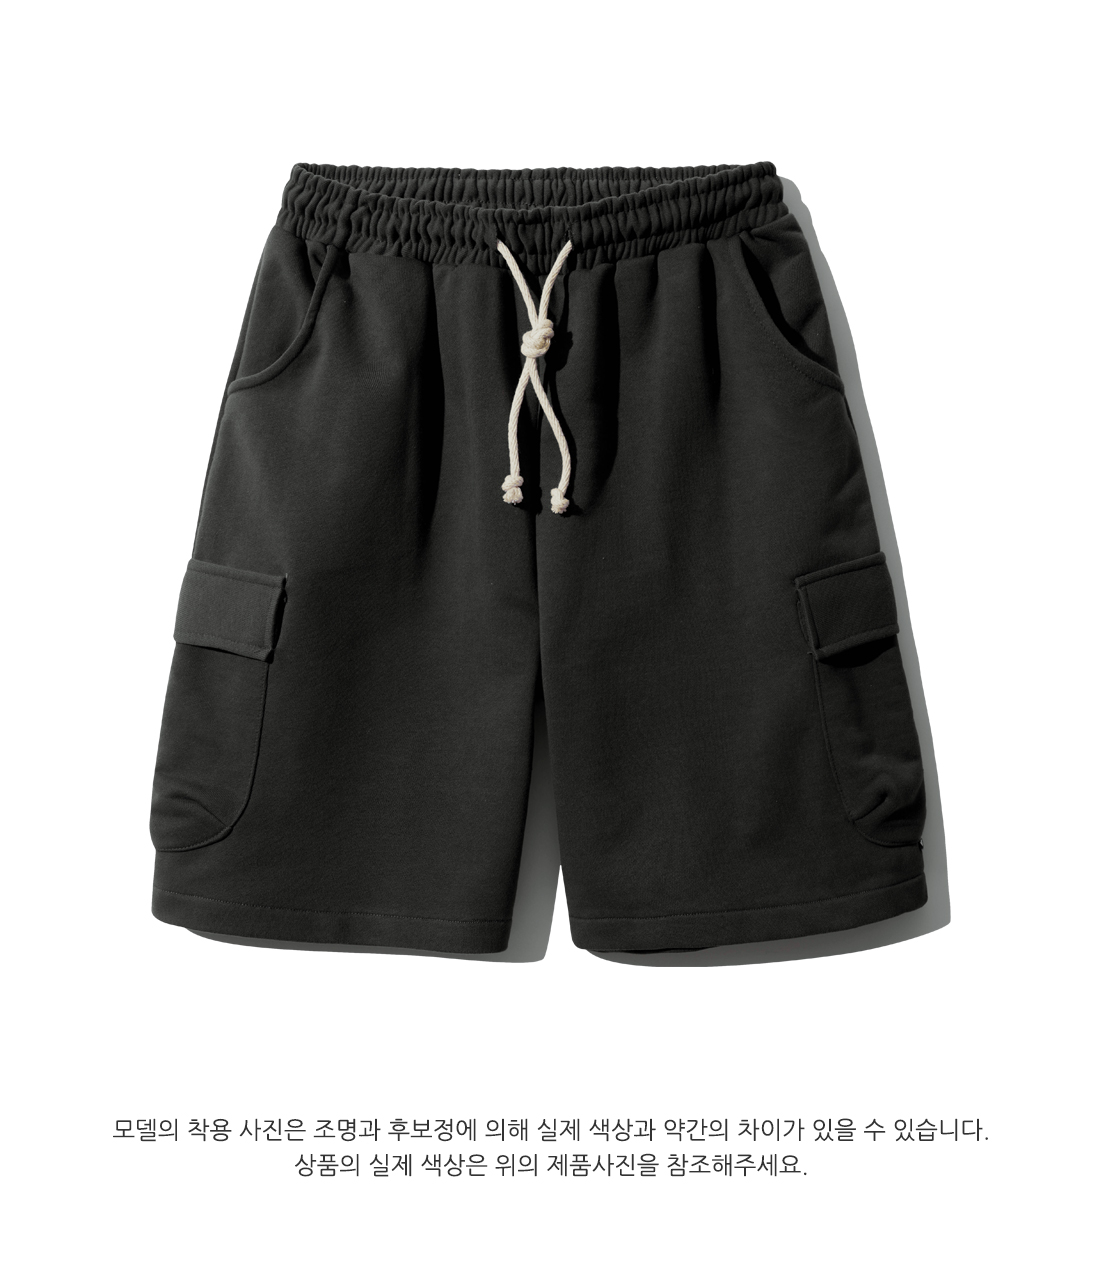 모델의 착용 사진은 조명과 후보정에 의해 실제 색상과 약간의 차이가 있을 수 있습니다.
상품의 실제 색상은 위의 제품사진을 참조해주세요.